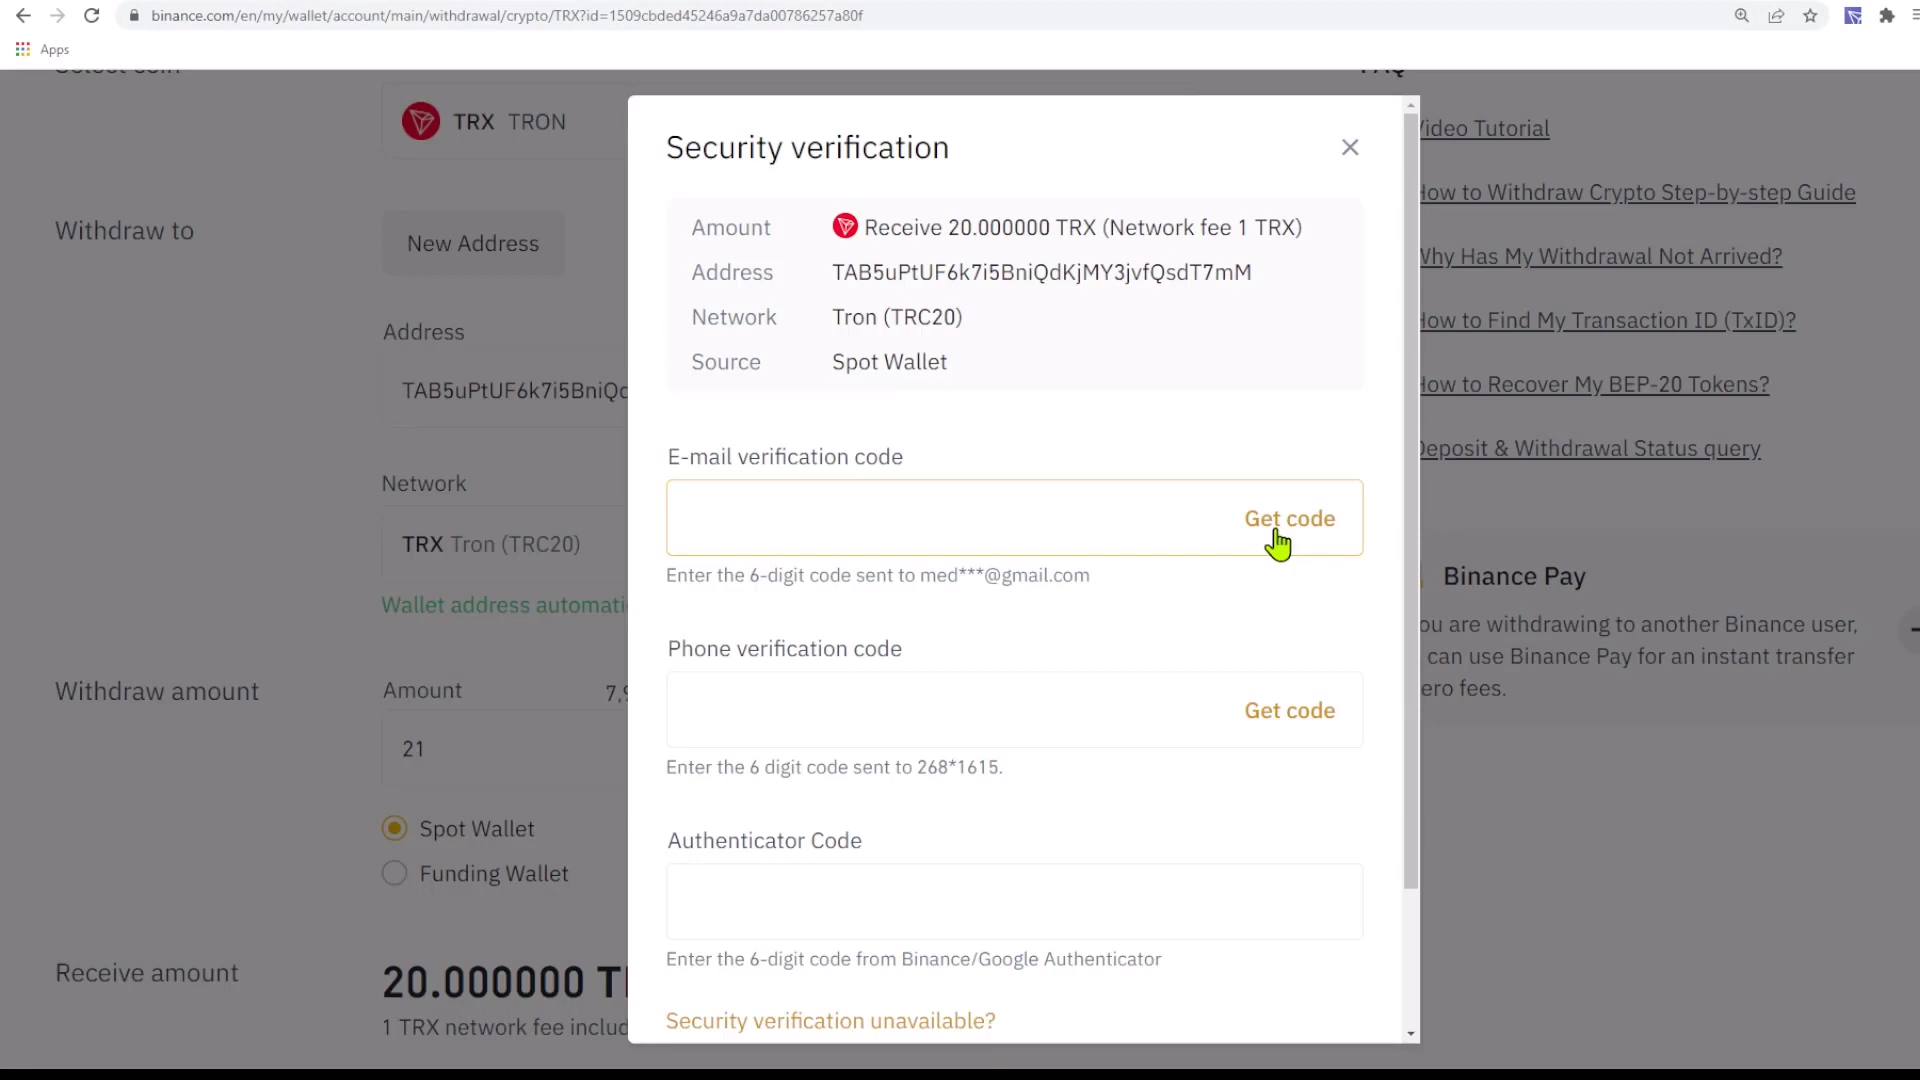 binance.com/en/my/wallet/account/main/withdrawal/crypto/TRX?id=1509cbded45246a9a7da00786257a80f
Apps
TRX TRON
Withdraw to
New Address
Address
TAB5uPtUF6k7i5BniQd
Network
TRX Tron (TRC20)
Wallet address automati
Withdraw amount
Amount
7,9
21
Spot Wallet
Funding Wallet
Receive amount
20.000000 T
1 TRX network fee includ
Security verification
Amount Receive 20.000000 TRX (Network fee 1 TRX)
Address TAB5uPtUF6k7i5BniQdKjMY3jvfQsdT7mM
Network Tron (TRC20)
Source Spot Wallet
E-mail verification code
Get code
Enter the 6-digit code sent to med***@gmail.com
Phone verification code
Get code
Enter the 6 digit code sent to 268*1615.
Authenticator Code
Enter the 6-digit code from Binance/Google Authenticator
Security verification unavailable?
FAQ
Video Tutorial
How to Withdraw Crypto Step-by-step Guide
Why Has My Withdrawal Not Arrived?
How to Find My Transaction ID (TxID)?
How to Recover My BEP-20 Tokens?
Deposit & Withdrawal Status query
Binance Pay
ou are withdrawing to another Binance user,
can use Binance Pay for an instant transfer
ero fees.